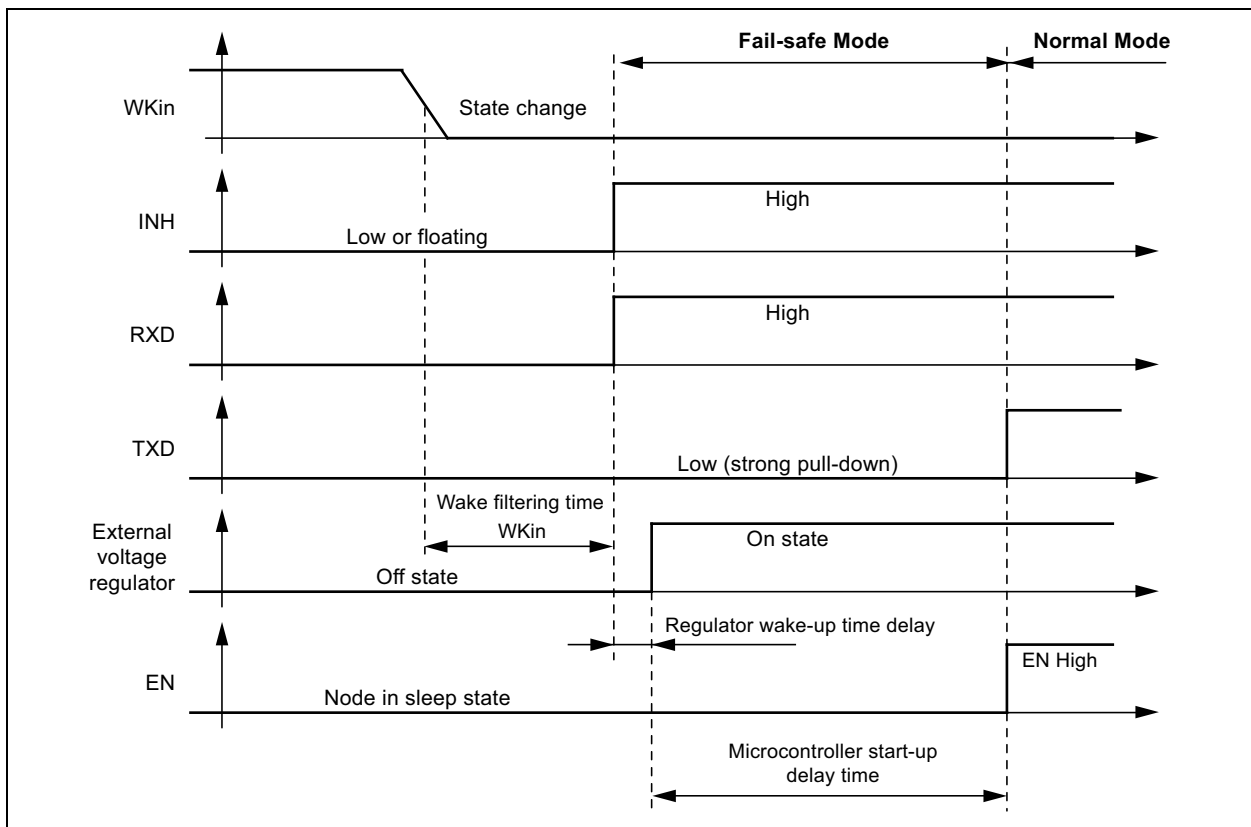 Fail-safe Mode
Normal Mode
WKin
State change
INH
High
Low or floating
RXD
High
TXD
Low (strong pull-down)
Wake filtering time
WKin
External
voltage
regulator
On state
Off state
Regulator wake-up time delay
EN
EN High
Node in sleep state
Microcontroller start-up
delay time